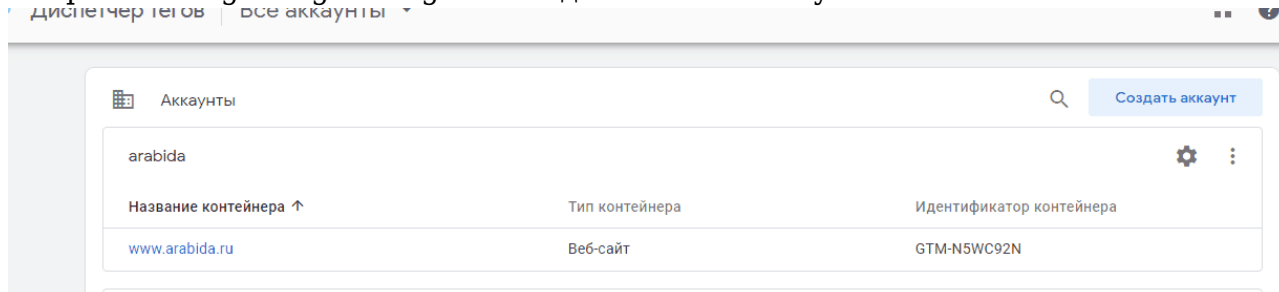 Диспетчер тегов Все аккаунты
Аккаунты Создать аккаунт
arabida
Название контейнера ↑ Тип контейнера Идентификатор контейнера
www.arabida.ru Веб-сайт GTM-N5WC92N